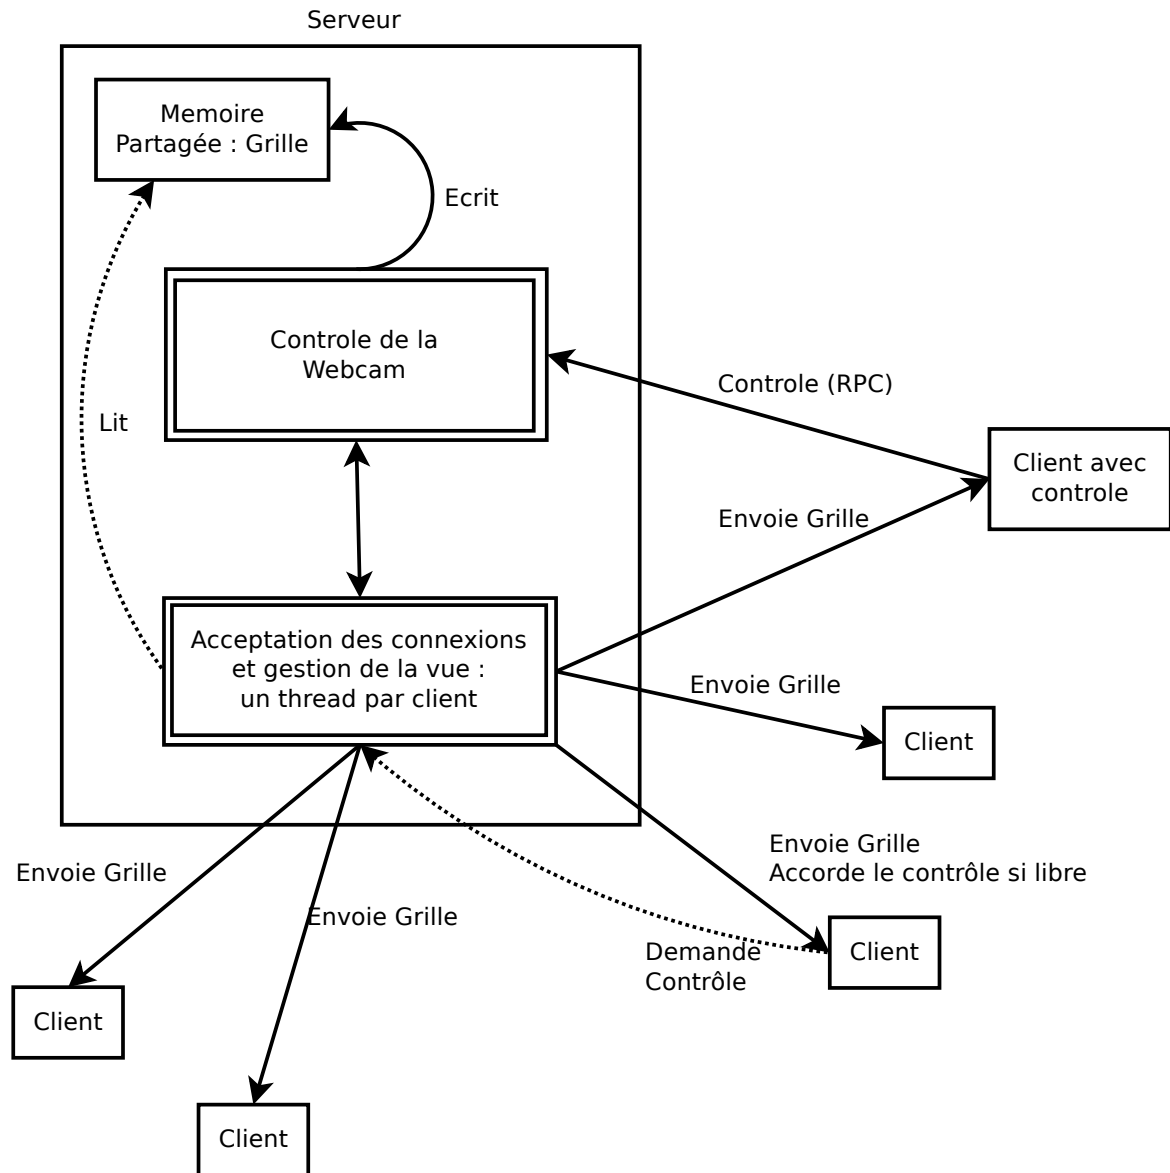 Serveur
Memoire
Partagée : Grille
Ecrit
Controle de la
Webcam
Controle (RPC)
Lit
Client avec
controle
Envoie Grille
Acceptation des connexions
et gestion de la vue :
un thread par client
Envoie Grille
Client
Envoie Grille
Accorde le contrôle si libre
Envoie Grille
Envoie Grille
Demande
Contrôle
Client
Client
Client